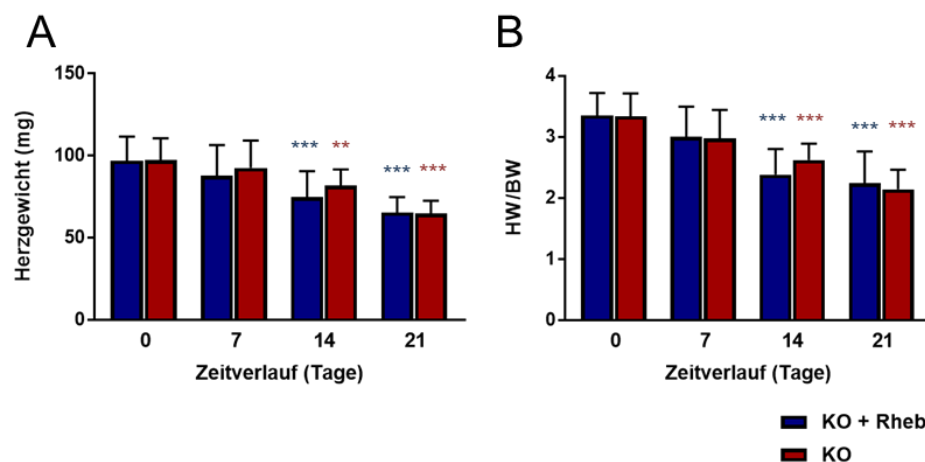 A
B
Herzgewicht (mg)
150
100
50
0
*** ** *** ***
0 7 14 21
Zeitverlauf (Tage)
HW/BW
4
3
2
1
0
*** *** *** ***
0 7 14 21
Zeitverlauf (Tage)
KO + Rheb
KO